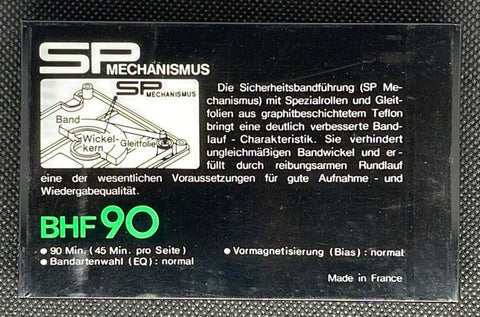 SP MECHANISMUS
SP MECHANISMUS
Band
Wickel-
kern
Gleitfolie
Die Sicherheitsbandführung (SP Me-
chanismus) mit Spezialrollen und Gleit-
folien aus graphitbeschichtetem Teflon
bringt eine deutlich verbesserte Band-
lauf - Charakteristik. Sie verhindert
ungleichmäßigen Bandwickel und er-
füllt durch reibungsarmen Rundlauf
eine der wesentlichen Voraussetzungen für gute Aufnahme - und
Wiedergabequalität.
BHF 90
• 90 Min. (45 Min. pro Seite)
• Vormagnetisierung (Bias) : normal
• Bandartenwahl (EQ) : normal
Made in France